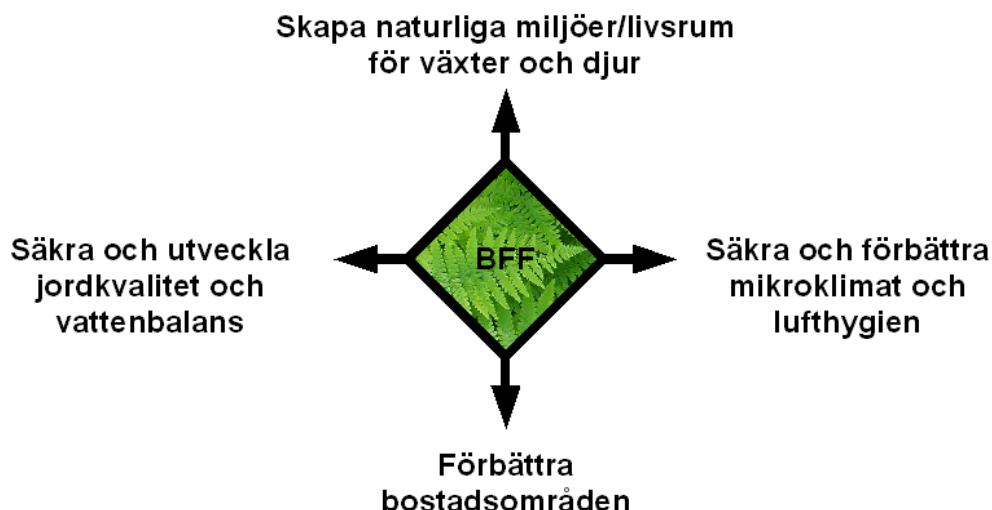 Skapa naturliga miljöer/livsrum
för växter och djur
Säkra och utveckla
jordkvalitet och
vattenbalans
BFF
Säkra och förbättra
mikroklimat och
lufthygien
Förbättra
bostadsområden